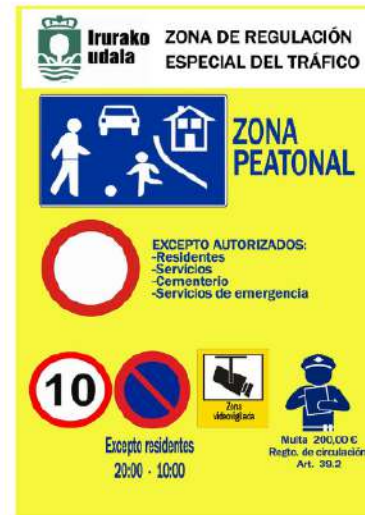 Irurako
udala
ZONA DE REGULACIÓN
ESPECIAL DEL TRÁFICO
ZONA
PEATONAL
EXCEPTO AUTORIZADOS:
-Residentes
-Servicios
-Cementerio
-Servicios de emergencia
10
Zona
videovigilada
Excepto residentes
20:00 - 10:00
Multa 200,00 €
Regto. de circulación
Art. 39.2